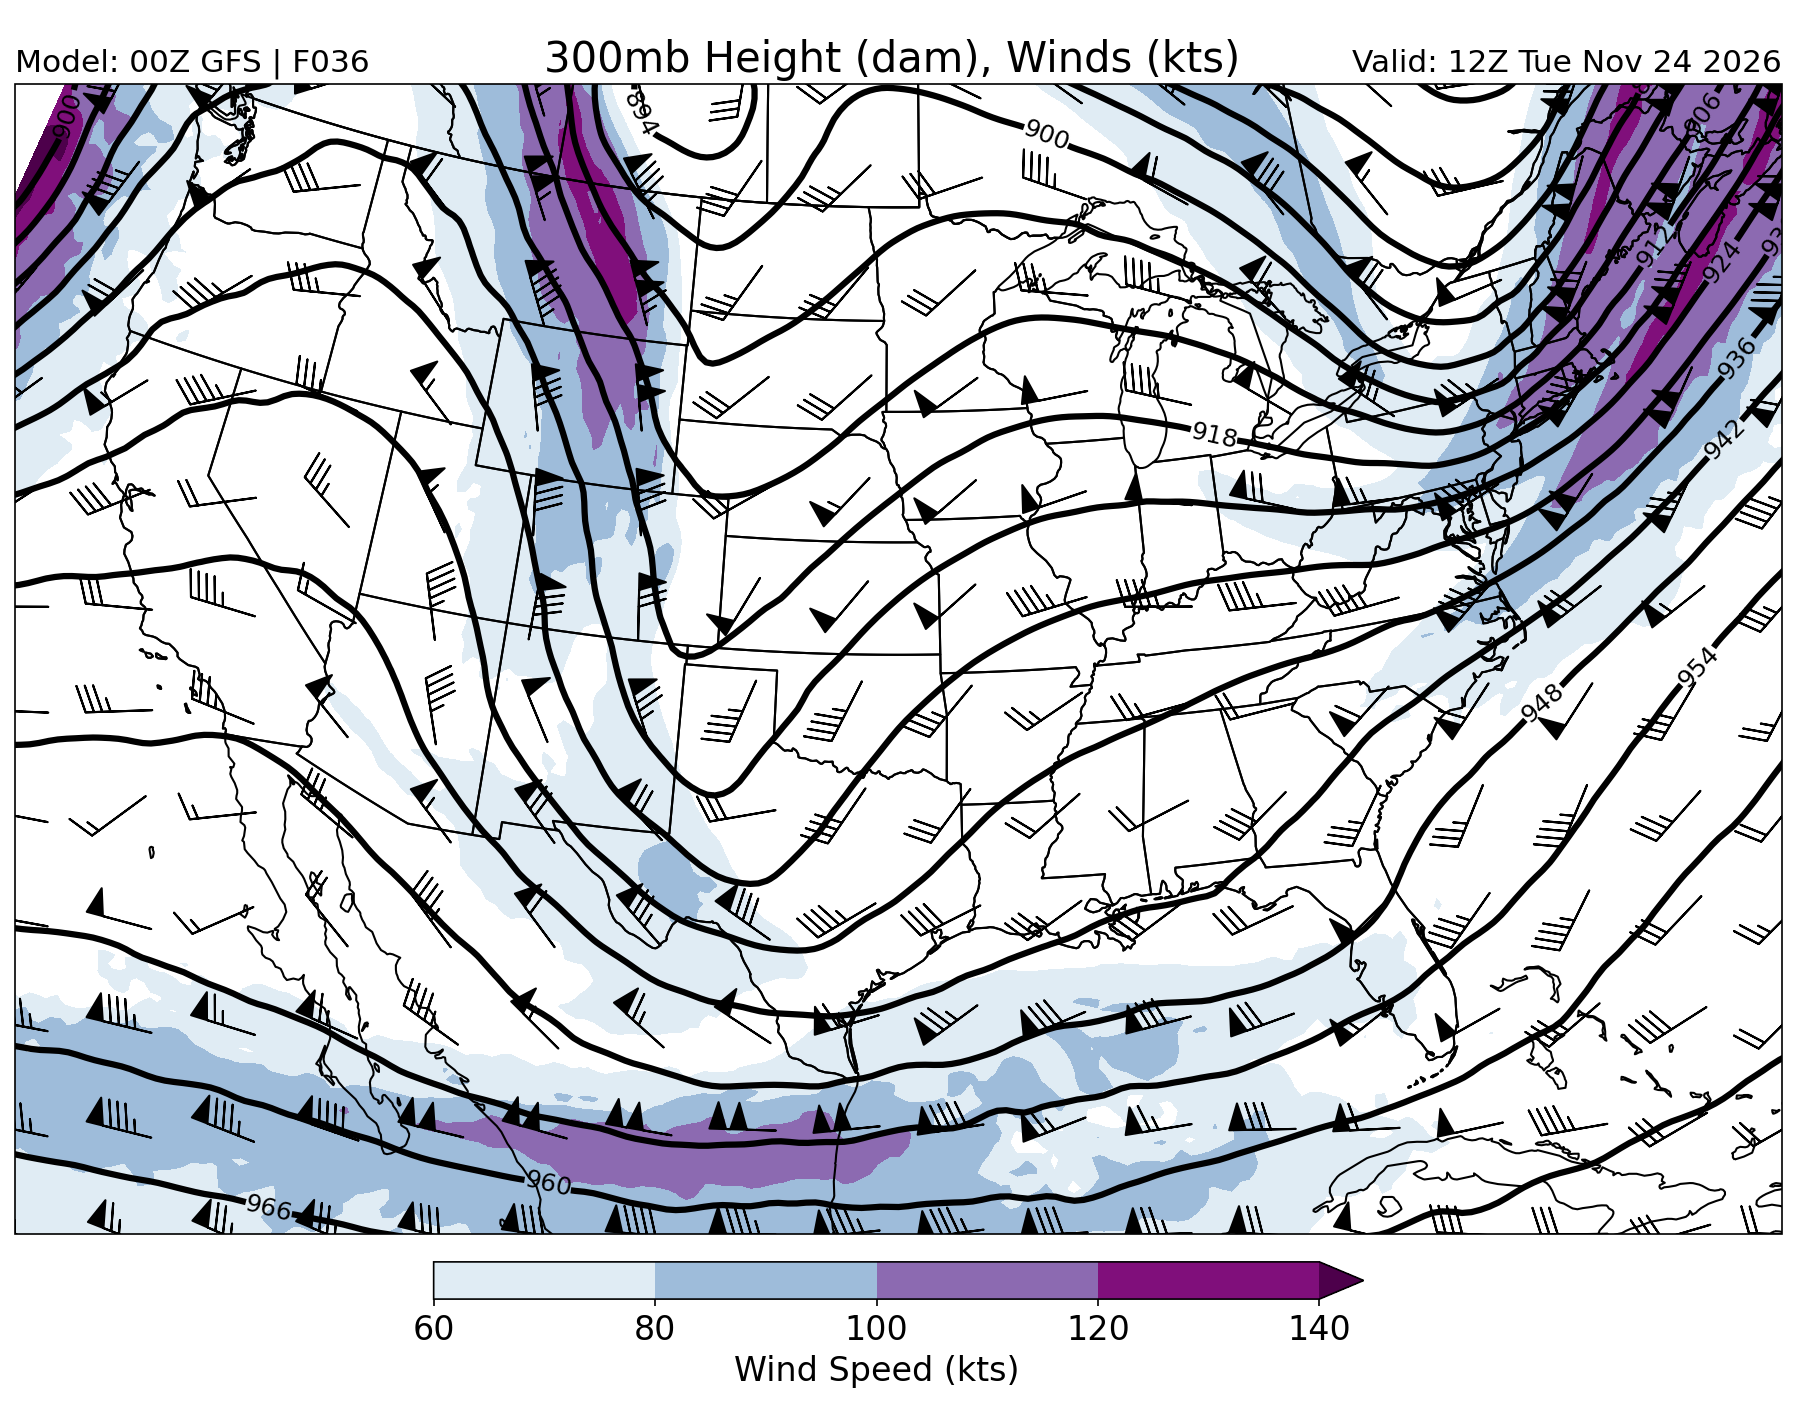 Model: 00Z GFS | F036
300mb Height (dam), Winds (kts)
Valid: 12Z Tue Nov 24 2026
900
894
900
906
912
924
936
918
942
948
954
960
966
60 80 100 120 140
Wind Speed (kts)